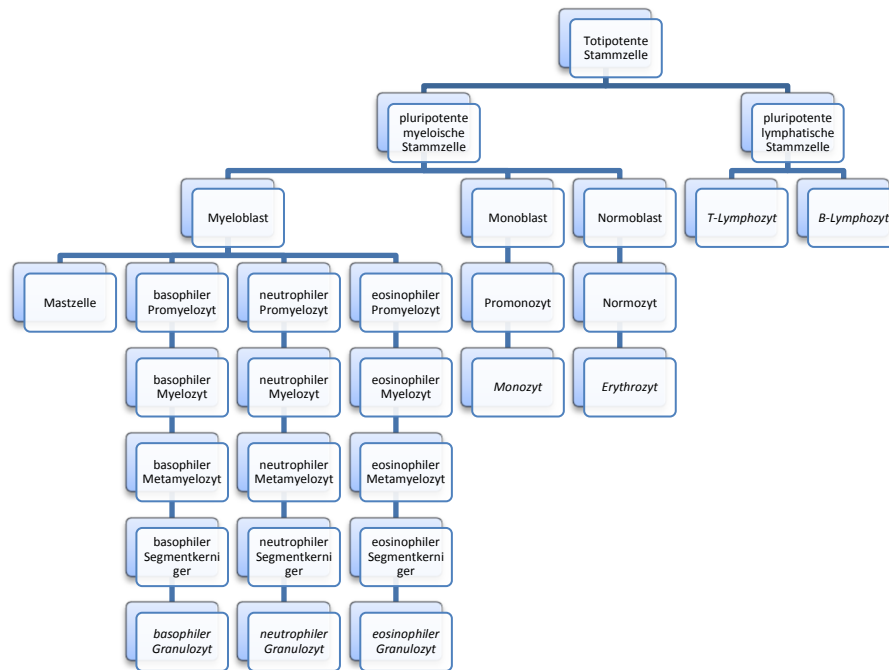 Totipotente
Stammzelle
pluripotente
myeloische
Stammzelle
pluripotente
lymphatische
Stammzelle
Myeloblast
Monoblast
Normoblast
T-Lymphozyt
B-Lymphozyt
Mastzelle
basophiler
Promyelozyt
neutrophiler
Promyelozyt
eosinophiler
Promyelozyt
Promonozyt
Normozyt
basophiler
Myelozyt
neutrophiler
Myelozyt
eosinophiler
Myelozyt
Monozyt
Erythrozyt
basophiler
Metamyelozyt
neutrophiler
Metamyelozyt
eosinophiler
Metamyelozyt
basophiler
Segmentkerni
ger
neutrophiler
Segmentkerni
ger
eosinophiler
Segmentkerni
ger
basophiler
Granulozyt
neutrophiler
Granulozyt
eosinophiler
Granulozyt